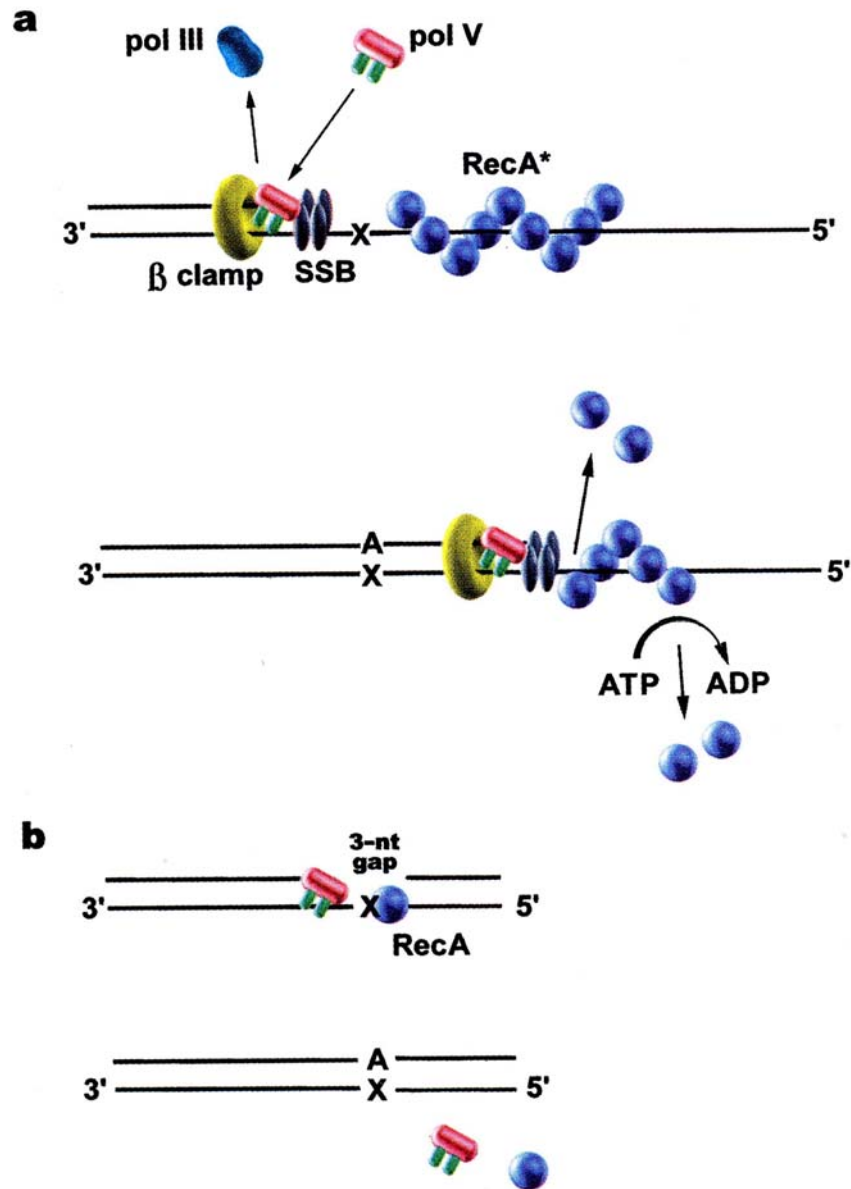 a
pol III
pol V
RecA*
3'
X
5'
β clamp
SSB
A
3'
X
5'
ATP
ADP
b
3-nt
gap
3'
X
5'
RecA
A
3'
X
5'